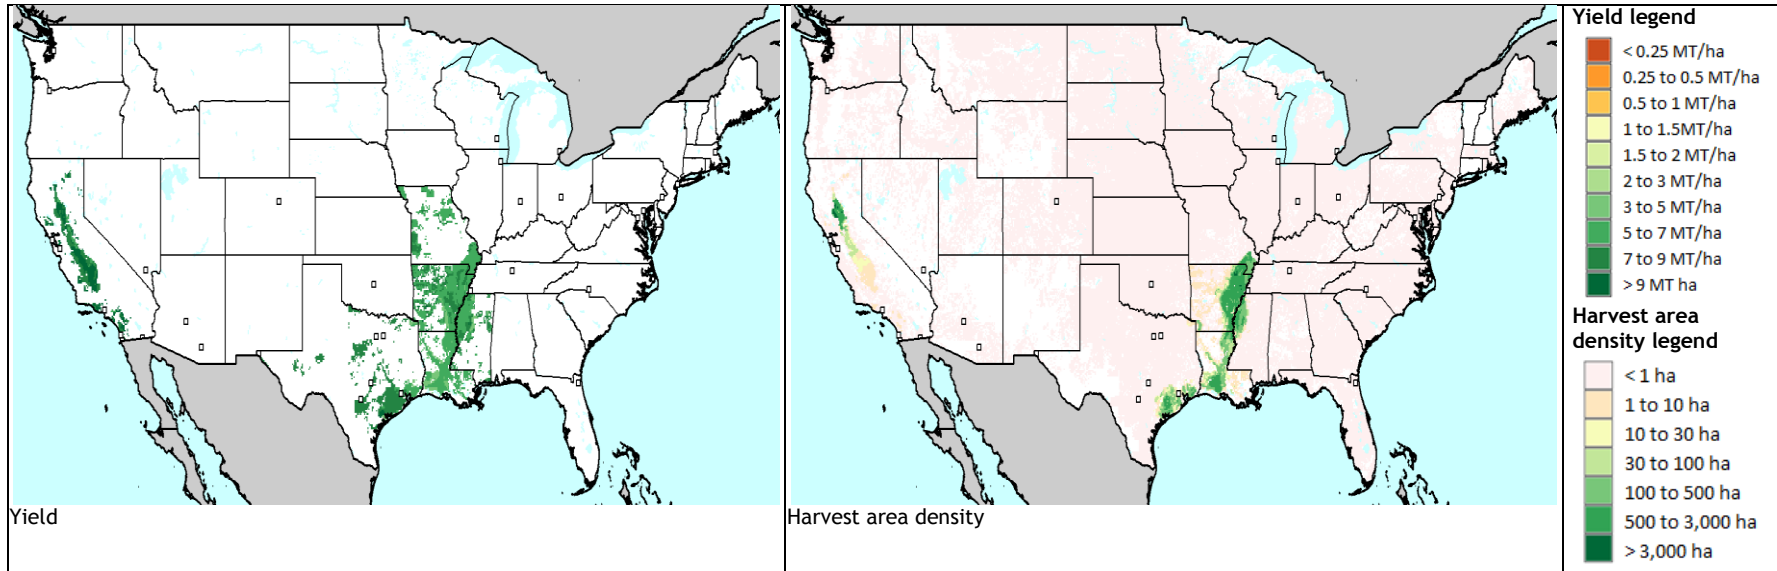 Yield
Harvest area density
Yield legend
< 0.25 MT/ha
0.25 to 0.5 MT/ha
0.5 to 1 MT/ha
1 to 1.5MT/ha
1.5 to 2 MT/ha
2 to 3 MT/ha
3 to 5 MT/ha
5 to 7 MT/ha
7 to 9 MT/ha
> 9 MT ha
Harvest area
density legend
< 1 ha
1 to 10 ha
10 to 30 ha
30 to 100 ha
100 to 500 ha
500 to 3,000 ha
> 3,000 ha